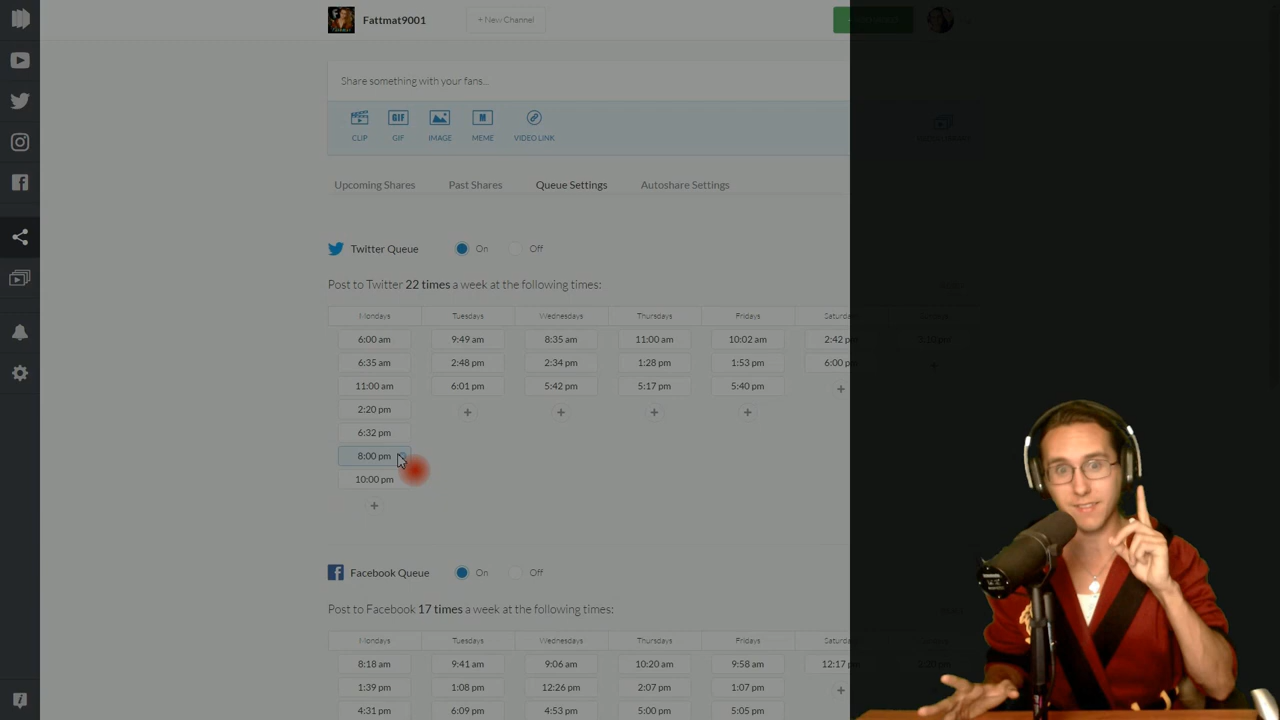 Fattmat9001
+ New Channel
Share something with your fans...
GIF
M
CLIP
GIF
IMAGE
MEME
VIDEO LINK
Upcoming Shares
Past Shares
Queue Settings
Autoshare Settings
Twitter Queue
On
Off
Post to Twitter 22 times a week at the following times:
Mondays Tuesdays Wednesdays Thursdays Fridays
6:00 am 9:49 am 8:35 am 11:00 am 10:02 am 2:42 pm
6:35 am 2:48 pm 2:34 pm 1:28 pm 1:53 pm 6:00 pm
11:00 am 6:01 pm 5:42 pm 5:17 pm 5:40 pm
2:20 pm
6:32 pm
8:00 pm
10:00 pm
Facebook Queue
On
Off
Post to Facebook 17 times a week at the following times:
Mondays Tuesdays Wednesdays Thursdays Fridays
8:18 am 9:41 am 9:06 am 10:20 am 9:58 am 12:17 pm
1:39 pm 1:08 pm 12:26 pm 2:07 pm 1:07 pm
4:31 pm 6:09 pm 4:53 pm 5:00 pm 5:05 pm